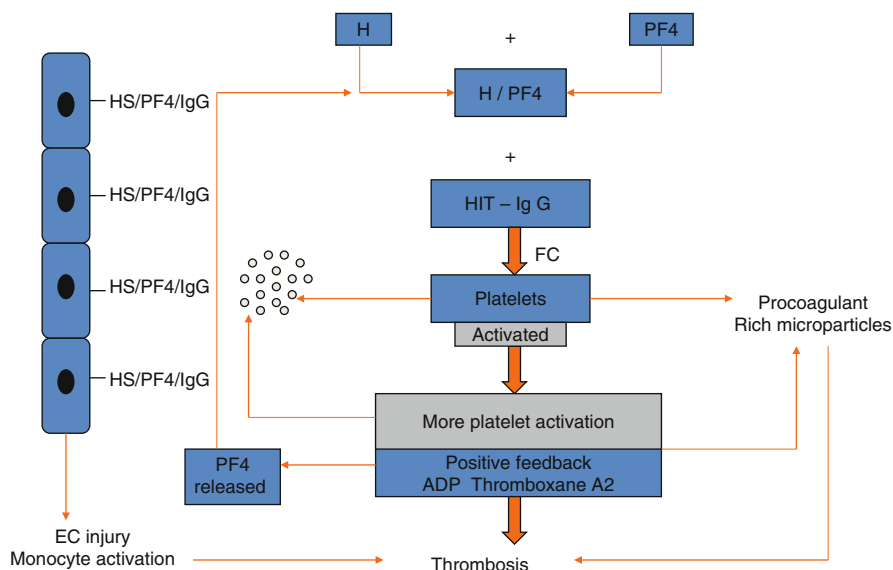 H
+
PF4
HS/PF4/IgG
H / PF4
+
HS/PF4/IgG
HIT – Ig G
FC
HS/PF4/IgG
Platelets
Activated
Procoagulant
Rich microparticles
HS/PF4/IgG
More platelet activation
PF4
released
Positive feedback
ADP Thromboxane A2
EC injury
Monocyte activation
Thrombosis